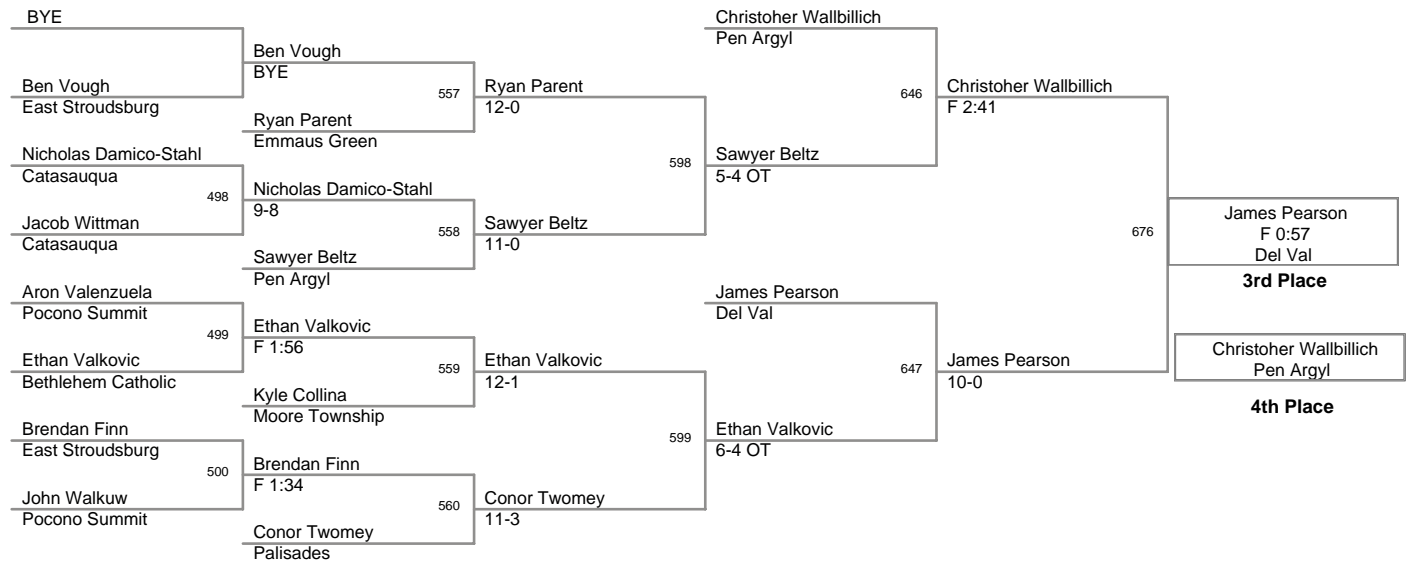 BYE
Ben Vough
East Stroudsburg
Nicholas Damico-Stahl
Catasauqua
498
Jacob Wittman
Catasauqua
Aron Valenzuela
Pocono Summit
499
Ethan Valkovic
Bethlehem Catholic
Brendan Finn
East Stroudsburg
500
John Walkuw
Pocono Summit
Ben Vough
BYE
557
Ryan Parent
Emmaus Green
Nicholas Damico-Stahl
9-8
558
Sawyer Beltz
Pen Argyl
Ethan Valkovic
F 1:56
559
Kyle Collina
Moore Township
Brendan Finn
F 1:34
560
Conor Twomey
Palisades
Ryan Parent
12-0
598
Sawyer Beltz
11-0
Ethan Valkovic
12-1
599
Conor Twomey
11-3
Christoher Wallbillich
Pen Argyl
646
Sawyer Beltz
5-4 OT
James Pearson
Del Val
647
Ethan Valkovic
6-4 OT
Christoher Wallbillich
F 2:41
676
James Pearson
10-0
James Pearson
F 0:57
Del Val
3rd Place
Christoher Wallbillich
Pen Argyl
4th Place